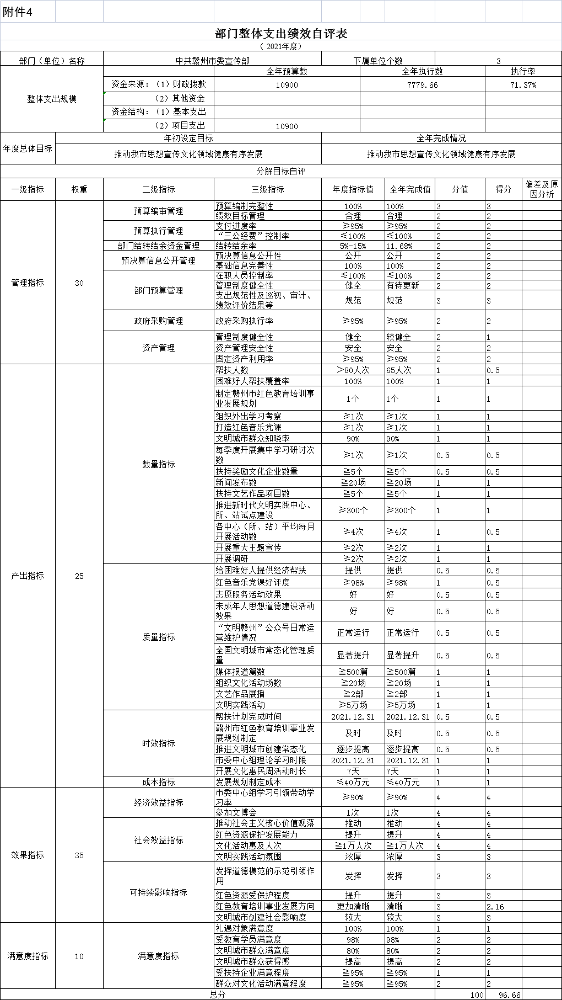 附件4
部门整体支出绩效自评表
（ 2021年度）
部门（单位）名称 中共赣州市委宣传部 下属单位个数 3
整体支出规模 全年预算数 全年执行数 执行率
资金来源：（1）财政拨款 10900 7779.66 71.37%
（2）其他资金
资金结构：（1）基本支出
（2）项目支出 10900
年度总体目标 年初设定目标 全年完成情况
推动我市思想宣传文化领域健康有序发展 推动我市思想宣传文化领域健康有序发展
分解目标自评
一级指标 权重 二级指标 三级指标 年度指标值 全年完成值 分值 得分 偏差及原
因分析
管理指标 30 预算编审管理 预算编制完整性 100% 100% 3 3
绩效目标管理 合理 合理 2 2
预算执行管理 支付进度率 ≥95% ≥95% 2 2
“三公经费”控制率 ≤100% ≤100% 2 2
部门结转结余资金管理 结转结余率 5%-15% 11.68% 2 2
预决算信息公开管理 预决算信息公开性 公开 公开 2 2
基础信息完善性 100% 100% 2 2
部门预算管理 在职人员控制率 ≤100% ≤100% 2 2
管理制度健全性 健全 有待更新 2 2
支出规范性及巡视、审计、
绩效评价结果等 规范 规范 3 3
政府采购管理 政府采购执行率 ≥95% ≥95% 2 2
资产管理 管理制度健全性 健全 较健全 2 1
资产管理安全性 安全 安全 2 2
固定资产利用率 ≥95% ≥95% 2 2
产出指标 25 数量指标 帮扶人数 >80人次 65人次 1 0.5
困难好人帮扶覆盖率 100% 100% 1 1
制定赣州市红色教育培训事
业发展规划 1个 1个 1 1
组织外出学习考察 ≥1次 ≥1次 1 1
打造红色音乐党课 ≥1次 ≥1次 1 1
文明城市群众知晓率 90% 90% 1 1
每季度开展集中学习研讨次
数 ≥1次 ≥1次 0.5 0.5
扶持奖励文化企业数量 ≧5个 ≧5个 0.5 0.5
新闻发布数 ≧20场 ≧20场 1 1
扶持文艺作品项目数 ≧5个 ≧5个 1 1
推进新时代文明实践中心、
所、站试点建设 ≥300个 ≥300个 1 1
各中心（所、站）平均每月
开展活动数 ≥4次 ≥4次 1 0.5
开展重大主题宣传 ≥2次 ≥2次 1 1
开展调研 ≥2次 ≥2次 1 1
质量指标 给困难好人提供经济帮扶 提供 提供 0.5 0.5
红色音乐党课好评度 ≥98% ≥98% 1 0.5
志愿服务活动效果 好 好 0.5 0.5
未成年人思想道德建设活动
效果 好 好 0.5 0.5
“文明赣州”公众号日常运
营维护情况 正常运行 正常运行 0.5 0.5
全国文明城市常态化管理质
量 显著提升 显著提升 0.5 0.5
媒体报道篇数 ≧500篇 ≧500篇 1 1
组织文化活动场数 ≧20场 ≧20场 1 1
文艺作品展播 ≧2部 ≧2部 1 1
文明实践活动 ≥5万场 ≥5万场 1 1
时效指标 帮扶计划完成时间 2021.12.31 2021.12.31 0.5 0.5
赣州市红色教育培训事业发
展规划制定 及时 及时 0.5 0.5
推进文明城市创建常态化 逐步提高 逐步提高 0.5 0.5
市委中心组理论学习时限 2021.12.31 2021.12.31 1 1
开展文化惠民周活动时长 7天 7天 1 1
成本指标 发展规划制定成本 ≤40万元 ≤40万元 1 1
效果指标 35 经济效益指标 市委中心组学习引领带动学
习率 ≥90% ≥90% 4 4
参加文博会 1次 1次 4 4
社会效益指标 推动社会主义核心价值观落 推动 推动 4 4
红色资源保护发展能力 提升 提升 4 4
文化活动惠及人次 ≧1万人次 ≧1万人次 4 4
文明实践活动氛围 浓厚 浓厚 3 3
可持续影响指标 发挥道德模范的示范引领作
用 发挥 发挥 3 3
红色资源受保护程度 提升 提升 3 3
红色教育培训事业发展方向 更加清晰 清晰 3 2.16
文明城市创建社会影响度 较大 较大 3 3
满意度指标 10 满意度指标 礼遇对象满意度 100% 100% 1 1
受教育学员满意度 98% 98% 2 2
文明城市群众满意度 80% 80% 2 2
文明城市群众获得感 提高 提高 2 2
受扶持企业满意程度 ≧95% ≧95% 1 1
群众对文化活动满意程度 ≧95% ≧95% 2 2
总分 100 96.66